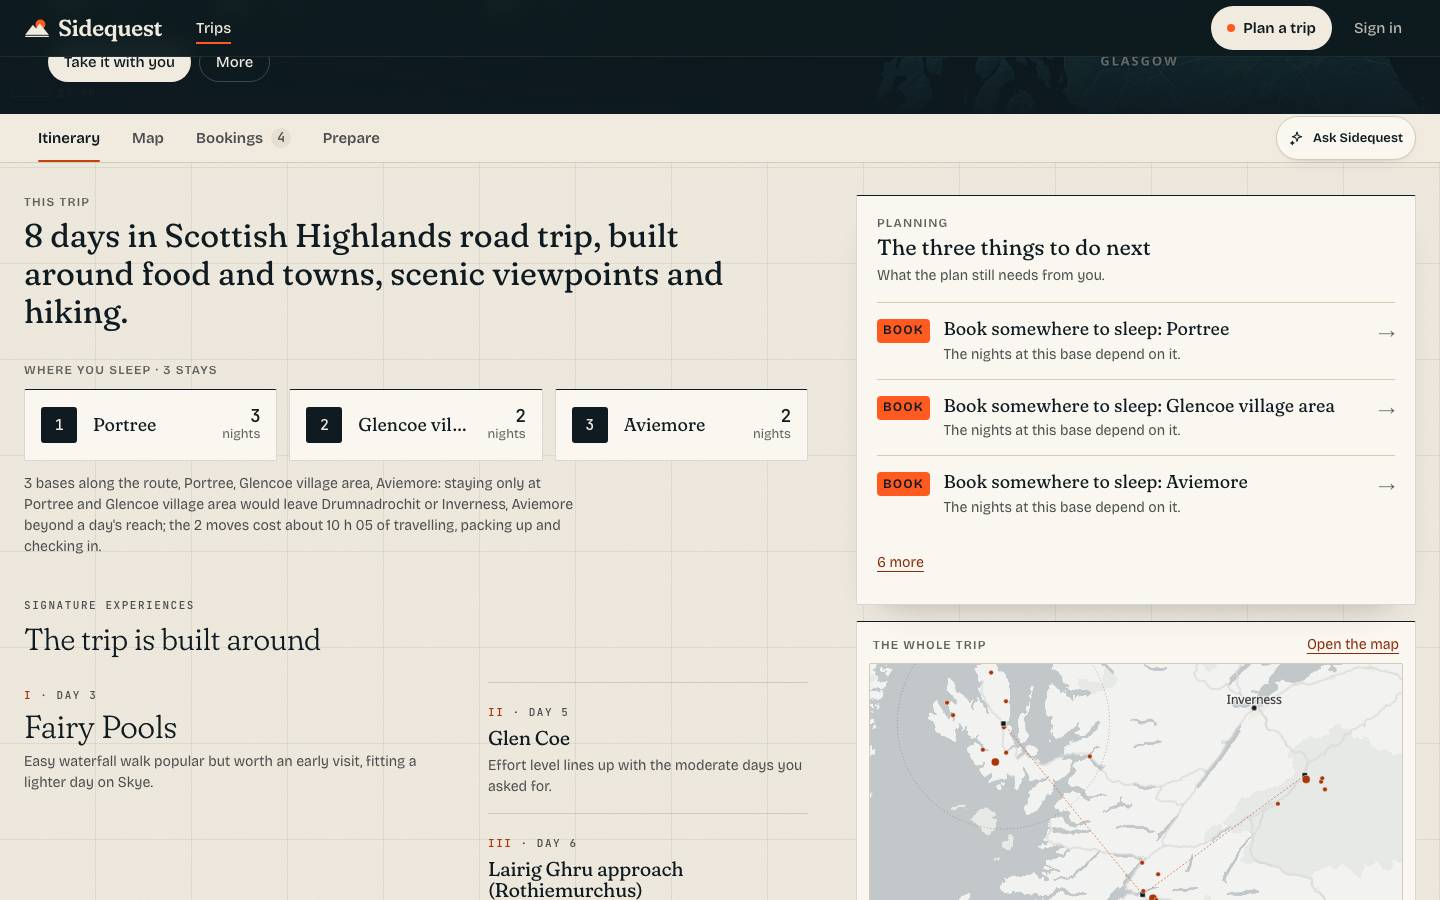 Sidequest
Trips
Plan a trip
Sign in
Take it with you
More
GLASGOW
Itinerary
Map
Bookings 4
Prepare
Ask Sidequest
THIS TRIP
8 days in Scottish Highlands road trip, built
around food and towns, scenic viewpoints and
hiking.
WHERE YOU SLEEP · 3 STAYS
1 Portree 3 nights
2 Glencoe vil... 2 nights
3 Aviemore 2 nights
3 bases along the route, Portree, Glencoe village area, Aviemore: staying only at
Portree and Glencoe village area would leave Drumnadrochit or Inverness, Aviemore
beyond a day's reach; the 2 moves cost about 10 h 05 of travelling, packing up and
checking in.
SIGNATURE EXPERIENCES
The trip is built around
I · DAY 3
Fairy Pools
Easy waterfall walk popular but worth an early visit, fitting a
lighter day on Skye.
II · DAY 5
Glen Coe
Effort level lines up with the moderate days you
asked for.
III · DAY 6
Lairig Ghru approach
(Rothiemurchus)
PLANNING
The three things to do next
What the plan still needs from you.
BOOK Book somewhere to sleep: Portree →
The nights at this base depend on it.
BOOK Book somewhere to sleep: Glencoe village area →
The nights at this base depend on it.
BOOK Book somewhere to sleep: Aviemore →
The nights at this base depend on it.
6 more
THE WHOLE TRIP
Open the map
Inverness